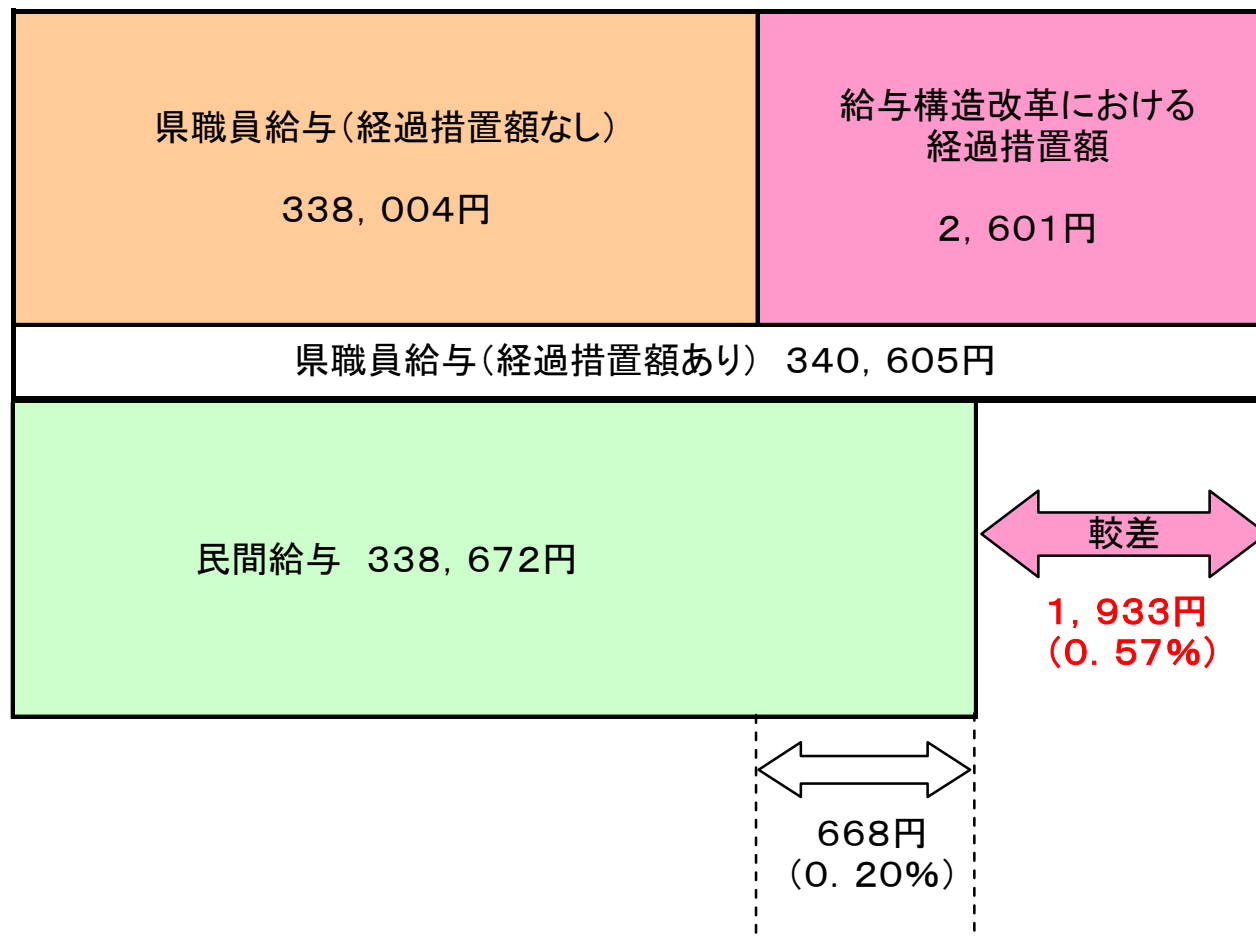 県職員給与（経過措置額なし）
３３８，００４円
給与構造改革における
経過措置額
２，６０１円
県職員給与（経過措置額あり）　３４０，６０５円
民間給与　３３８，６７２円
較差
１，９３３円
（０．５７％）
６６８円
（０．２０％）